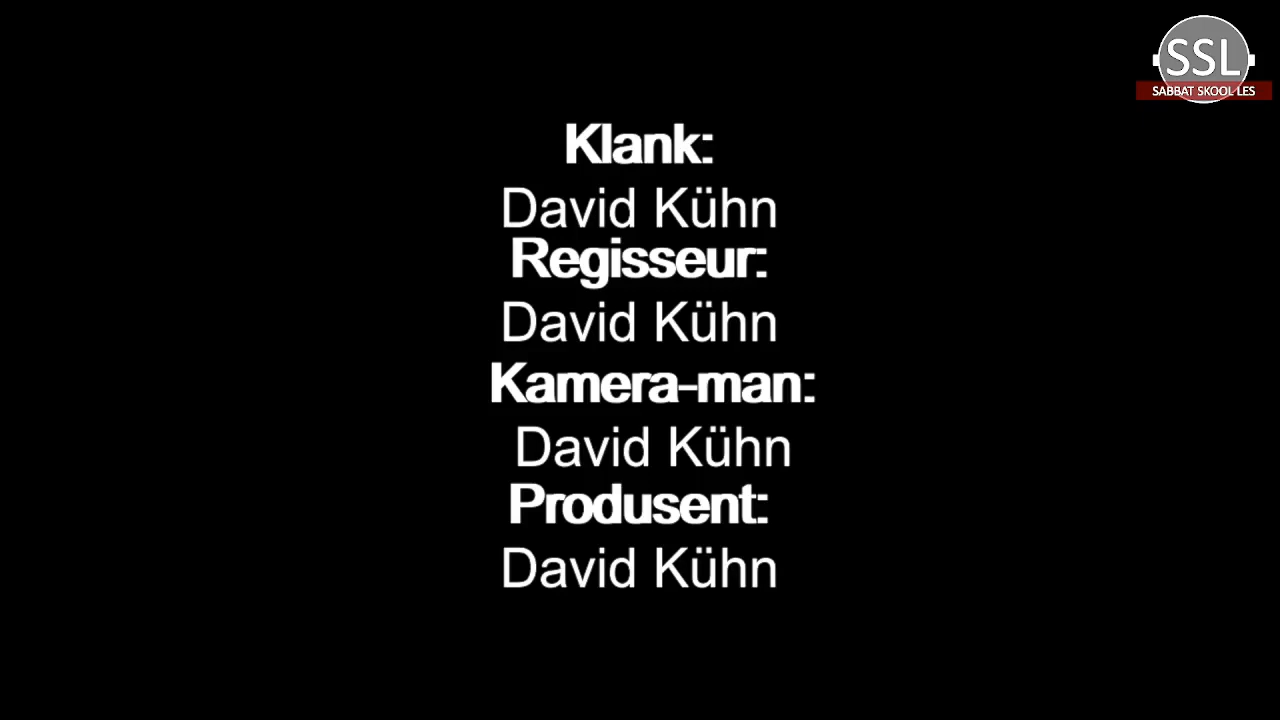 SSL
SABBAT SKOOL LES
Klank:
David Kühn
Regisseur:
David Kühn
Kamera-man:
David Kühn
Produsent:
David Kühn